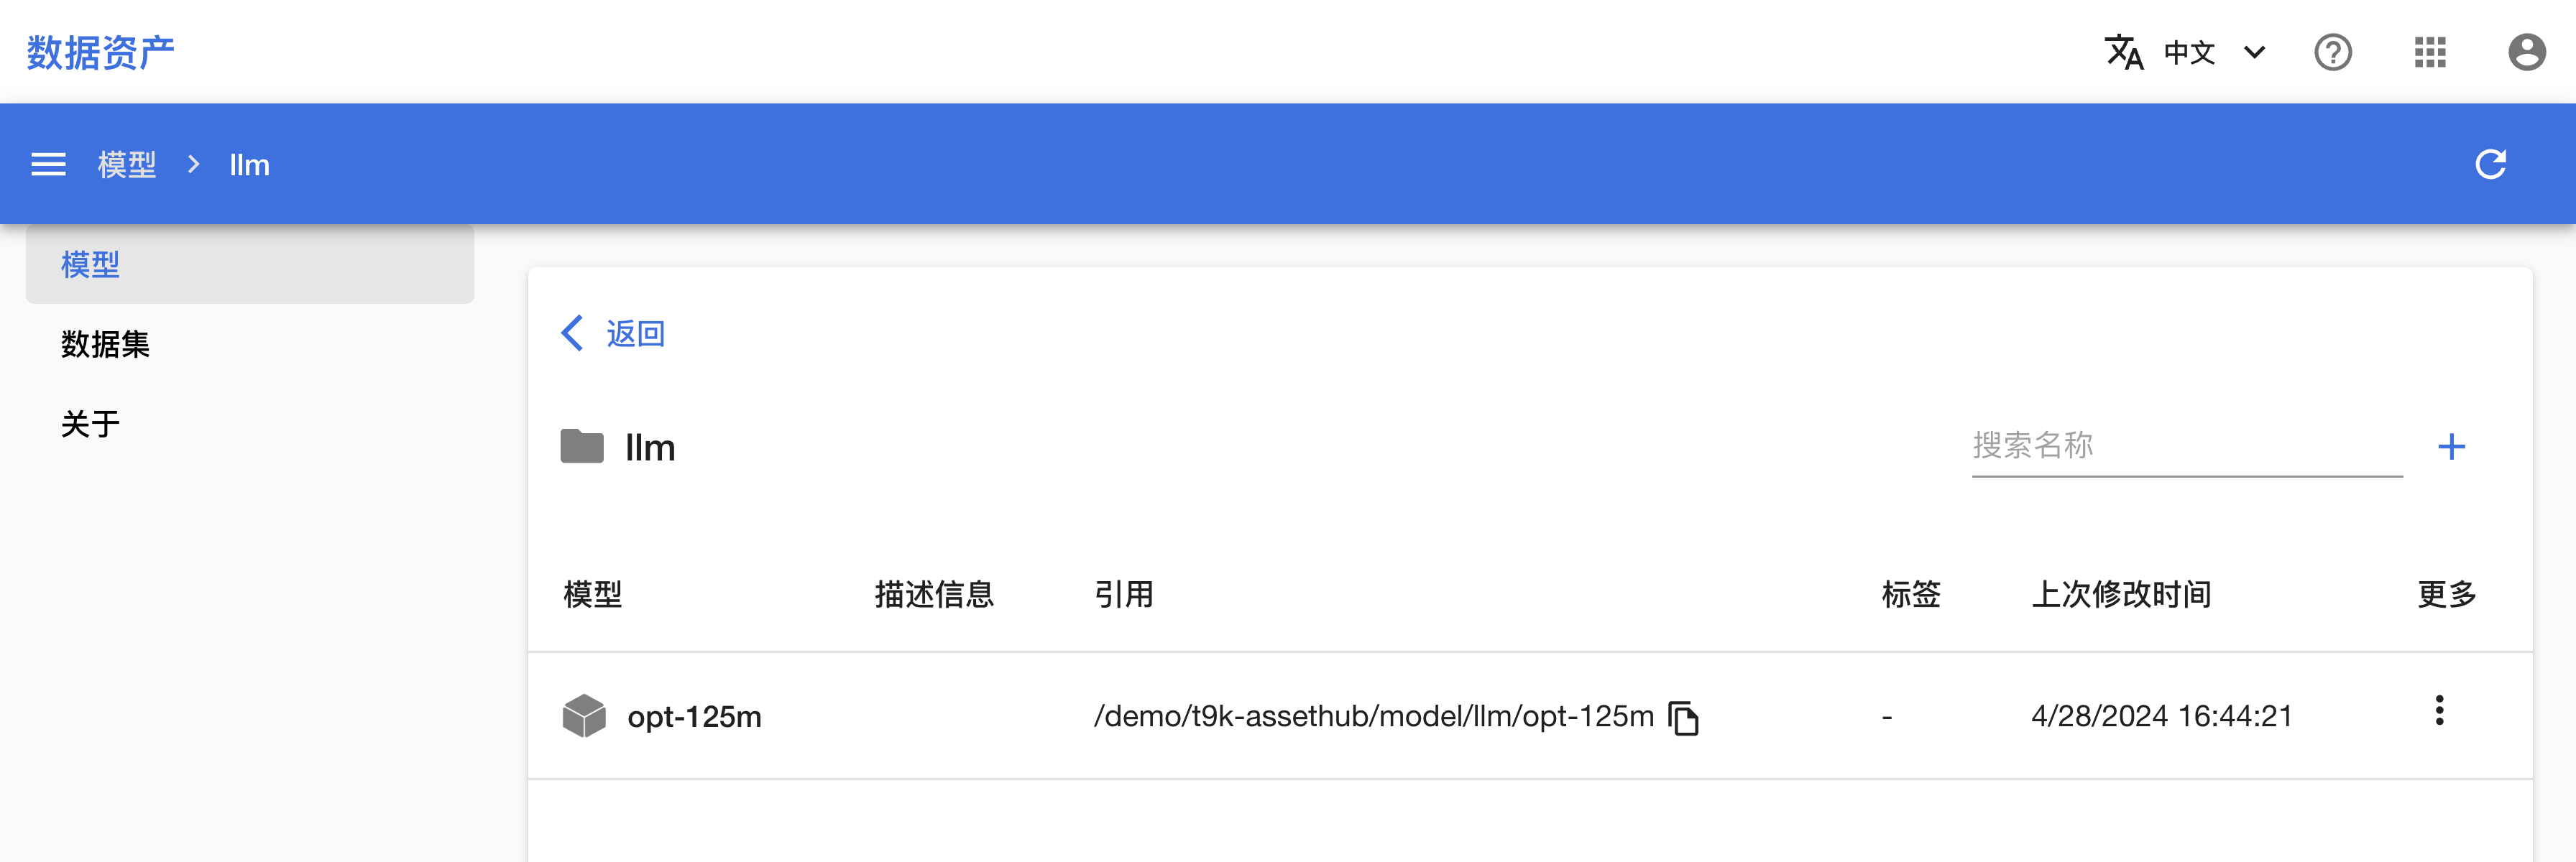 数据资产
中文
模型 > llm
模型
数据集
关于
返回
llm
搜索名称
模型 描述信息 引用 标签 上次修改时间 更多
opt-125m /demo/t9k-assethub/model/llm/opt-125m - 4/28/2024 16:44:21